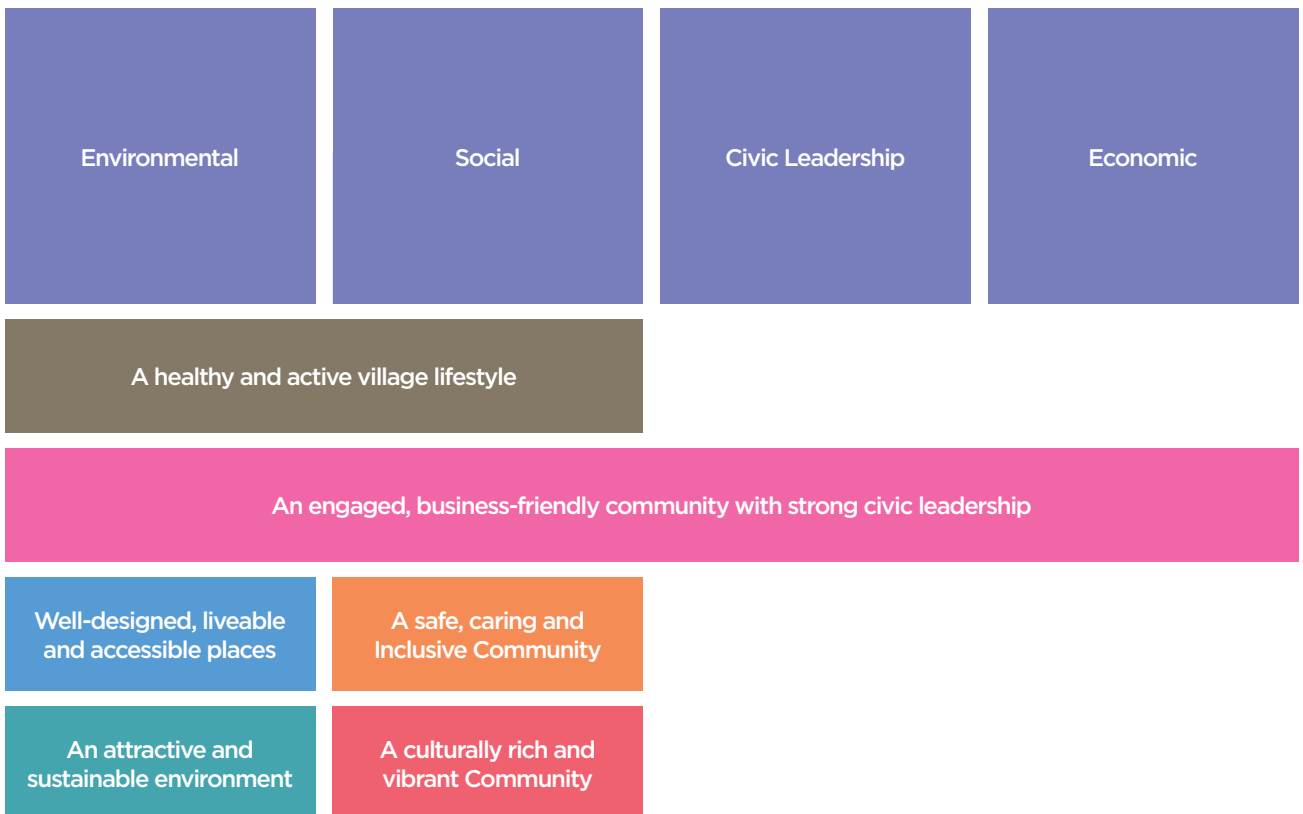 Environmental
Social
Civic Leadership
Economic
A healthy and active village lifestyle
An engaged, business-friendly community with strong civic leadership
Well-designed, liveable
and accessible places
A safe, caring and
Inclusive Community
An attractive and
sustainable environment
A culturally rich and
vibrant Community